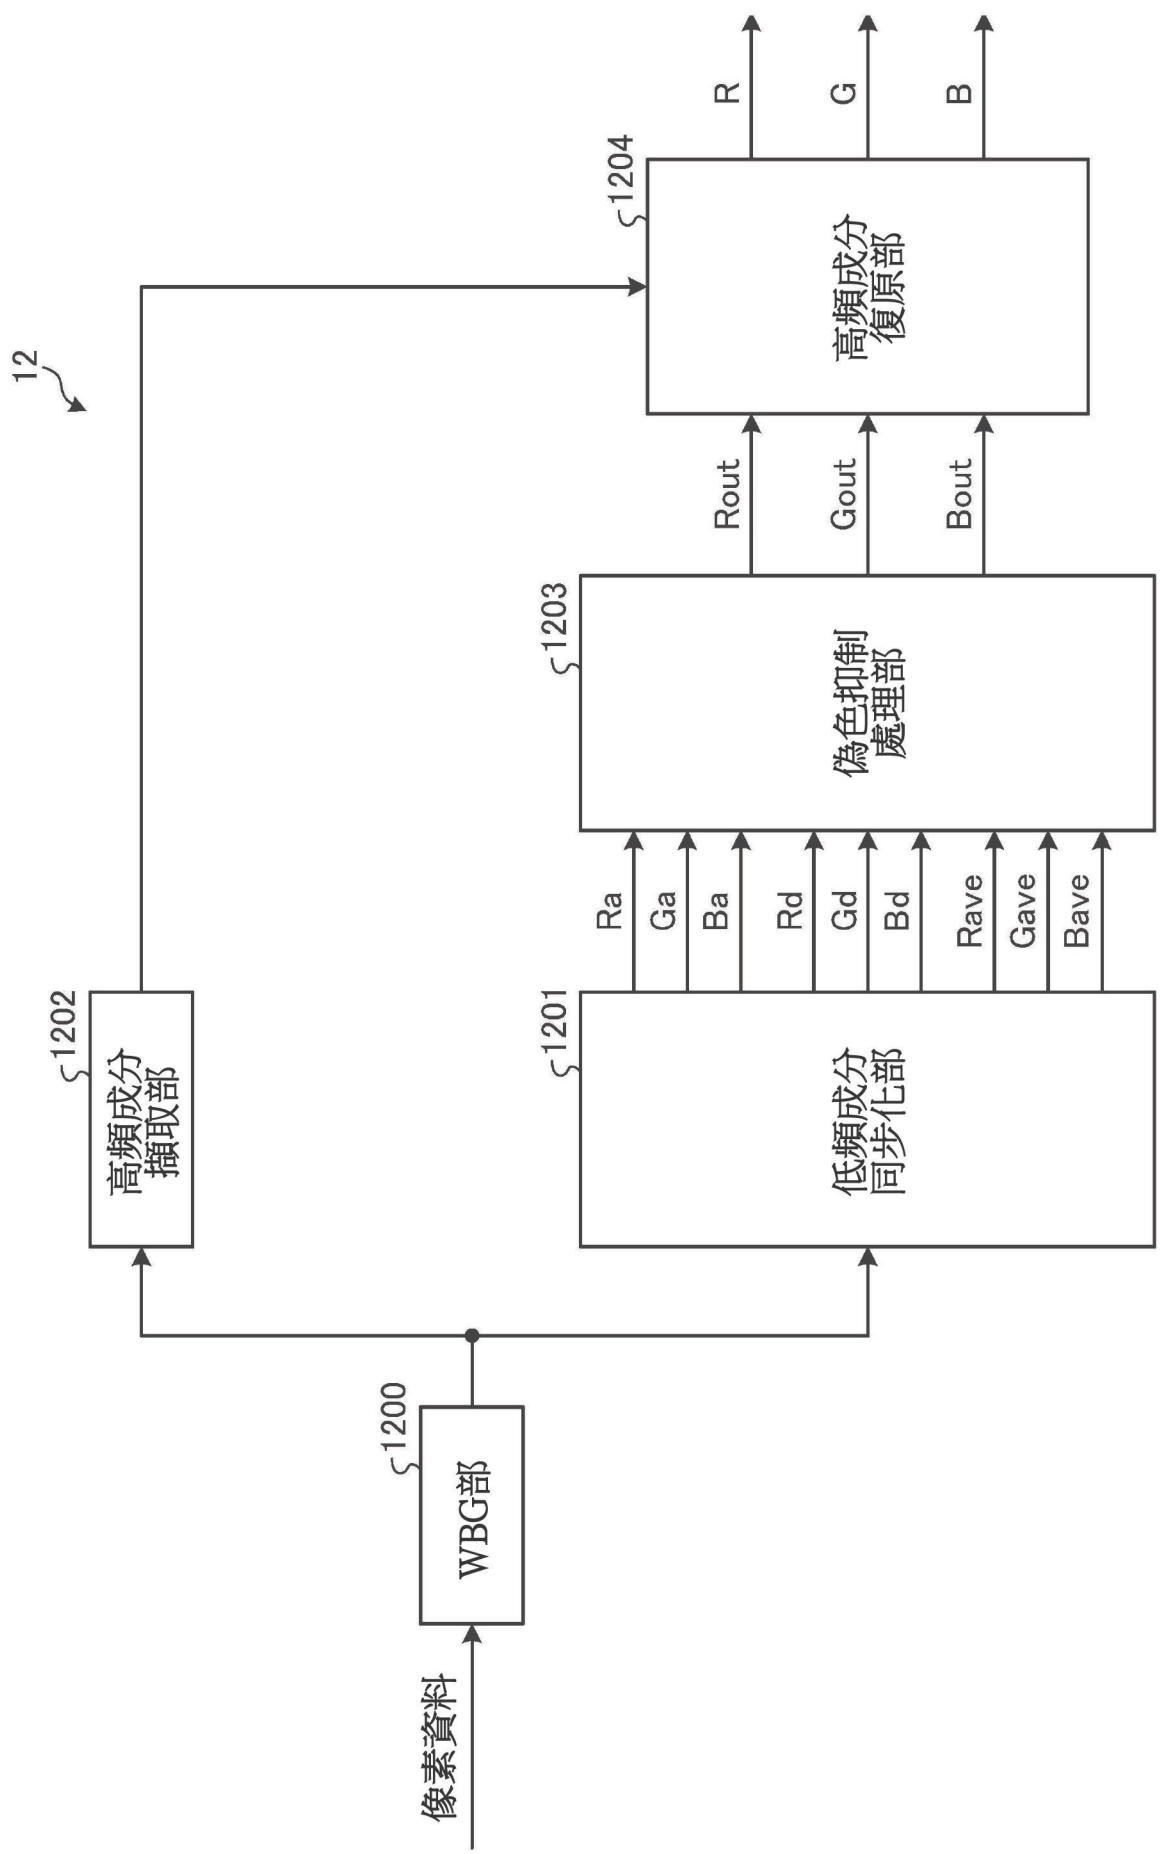 12
像素資料
WBG部
1200
高頻成分
擷取部
1202
低頻成分
同步化部
1201
Ra
Ga
Ba
Rd
Gd
Bd
Rave
Gave
Bave
偽色抑制
處理部
1203
Rout
Gout
Bout
高頻成分
復原部
1204
R
G
B